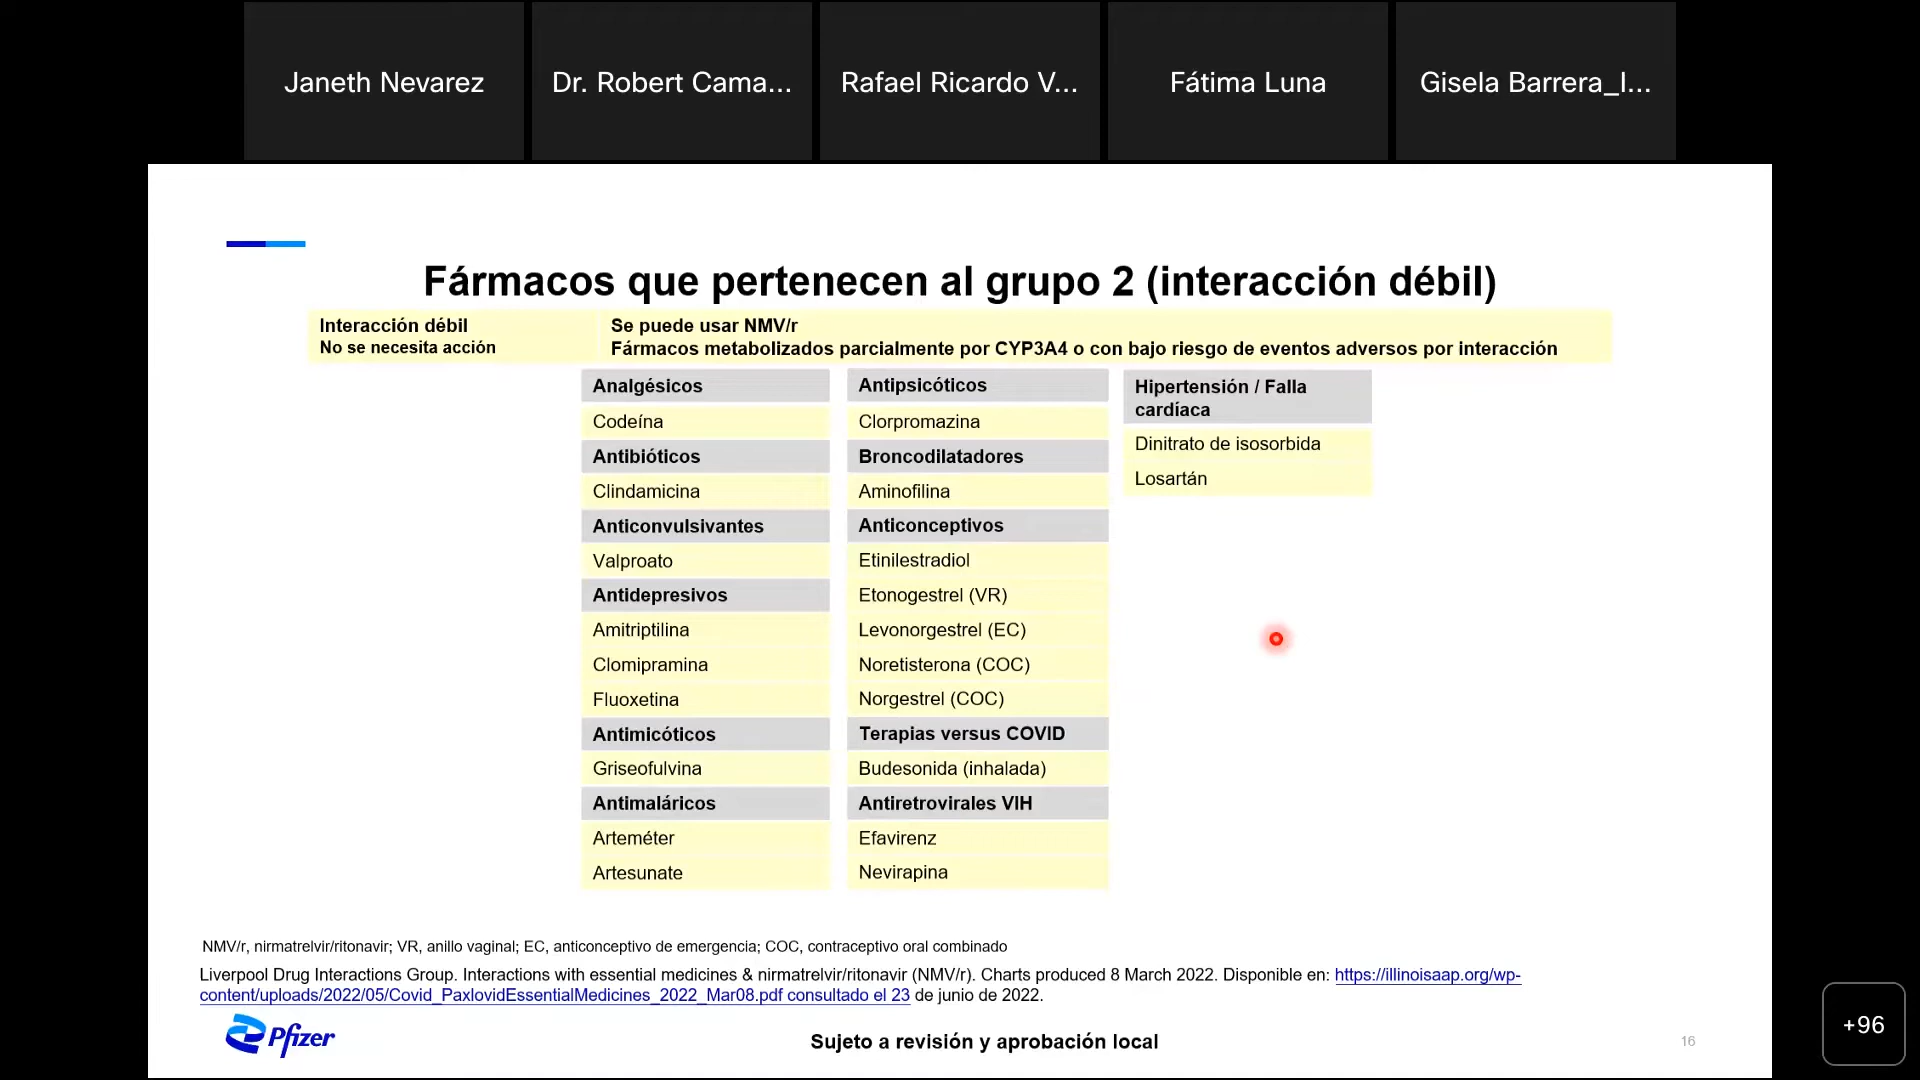 Janeth Nevarez
Dr. Robert Cama...
Rafael Ricardo V...
Fátima Luna
Gisela Barrera_I...
Fármacos que pertenecen al grupo 2 (interacción débil)
Interacción débil
No se necesita acción
Se puede usar NMV/r
Fármacos metabolizados parcialmente por CYP3A4 o con bajo riesgo de eventos adversos por interacción
Analgésicos
Codeína
Antibióticos
Clindamicina
Anticonvulsivantes
Valproato
Antidepresivos
Amitriptilina
Clomipramina
Fluoxetina
Antimicóticos
Griseofulvina
Antimaláricos
Arteméter
Artesunate
Antipsicóticos
Clorpromazina
Broncodilatadores
Aminofilina
Anticonceptivos
Etinilestradiol
Etonogestrel (VR)
Levonorgestrel (EC)
Noretisterona (COC)
Norgestrel (COC)
Terapias versus COVID
Budesonida (inhalada)
Antiretrovirales VIH
Efavirenz
Nevirapina
Hipertensión / Falla
cardíaca
Dinitrato de isosorbida
Losartán
NMV/r, nirmatrelvir/ritonavir; VR, anillo vaginal; EC, anticonceptivo de emergencia; COC, contraceptivo oral combinado
Liverpool Drug Interactions Group. Interactions with essential medicines & nirmatrelvir/ritonavir (NMV/r). Charts produced 8 March 2022. Disponible en: https://illinoisaap.org/wp-
content/uploads/2022/05/Covid_PaxlovidEssentialMedicines_2022_Mar08.pdf consultado el 23 de junio de 2022.
Pfizer
Sujeto a revisión y aprobación local
16
+96